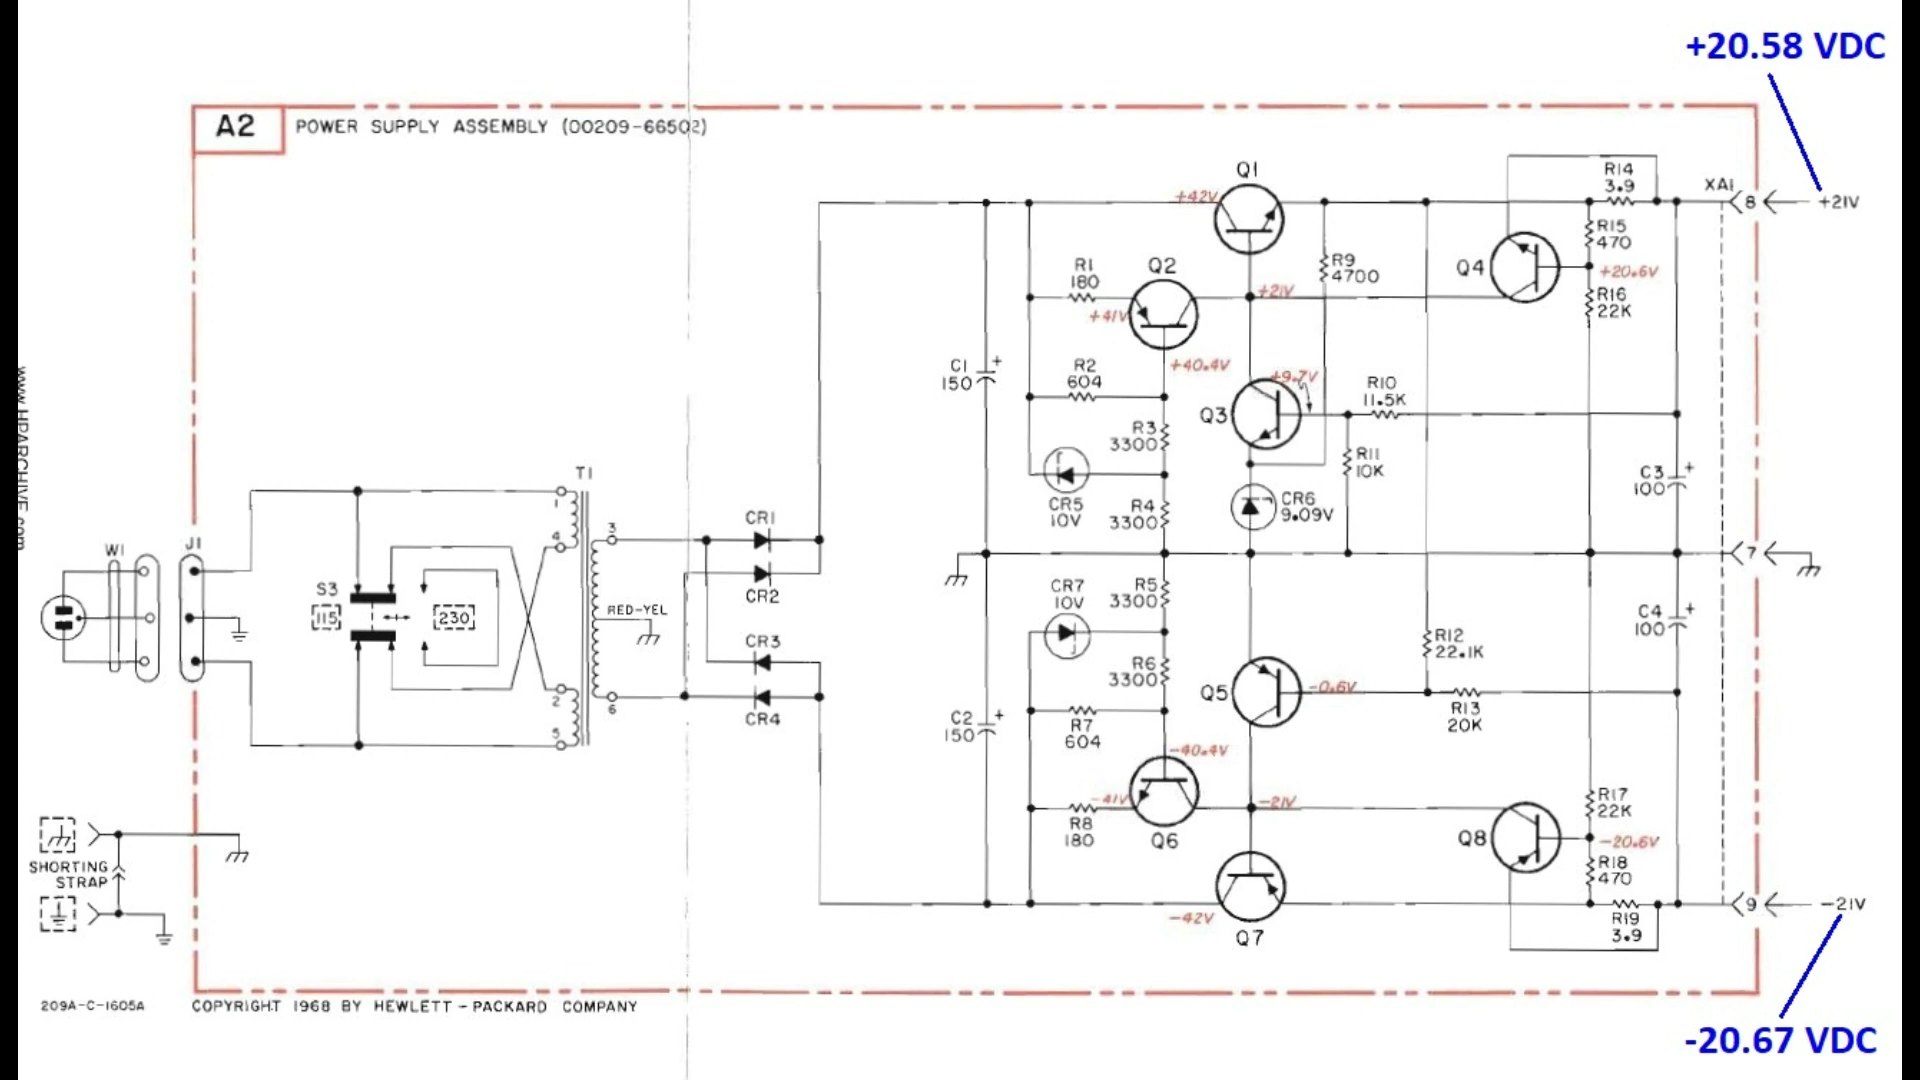 +20.58 VDC
A2
POWER SUPPLY ASSEMBLY (00209-66502)
Q1
R14
3.9
XA1
+42V
8
+21V
R15
470
R1
180
Q2
R9
4700
Q4
+20.6V
+21V
R16
22K
+41V
C1
150
+
R2
604
+40.4V
+9.7V
R10
11.5K
Q3
www.HPARCHIVE.com
R3
3300
R11
10K
T1
C3
100
+
CR5
10V
R4
3300
CR6
9.09V
1
4
CR1
3
W1
J1
7
S3
115
230
CR2
CR7
10V
R5
3300
RED-YEL
C4
100
+
CR3
R6
3300
R12
22.1K
Q5
-0.6V
2
5
6
CR4
C2
150
+
R7
604
R13
20K
-40.4V
-41V
-21V
R17
22K
R8
180
Q6
Q8
-20.6V
SHORTING
STRAP
R18
470
-42V
9
-21V
Q7
R19
3.9
209A-C-1605A
COPYRIGHT 1968 BY HEWLETT-PACKARD COMPANY
-20.67 VDC